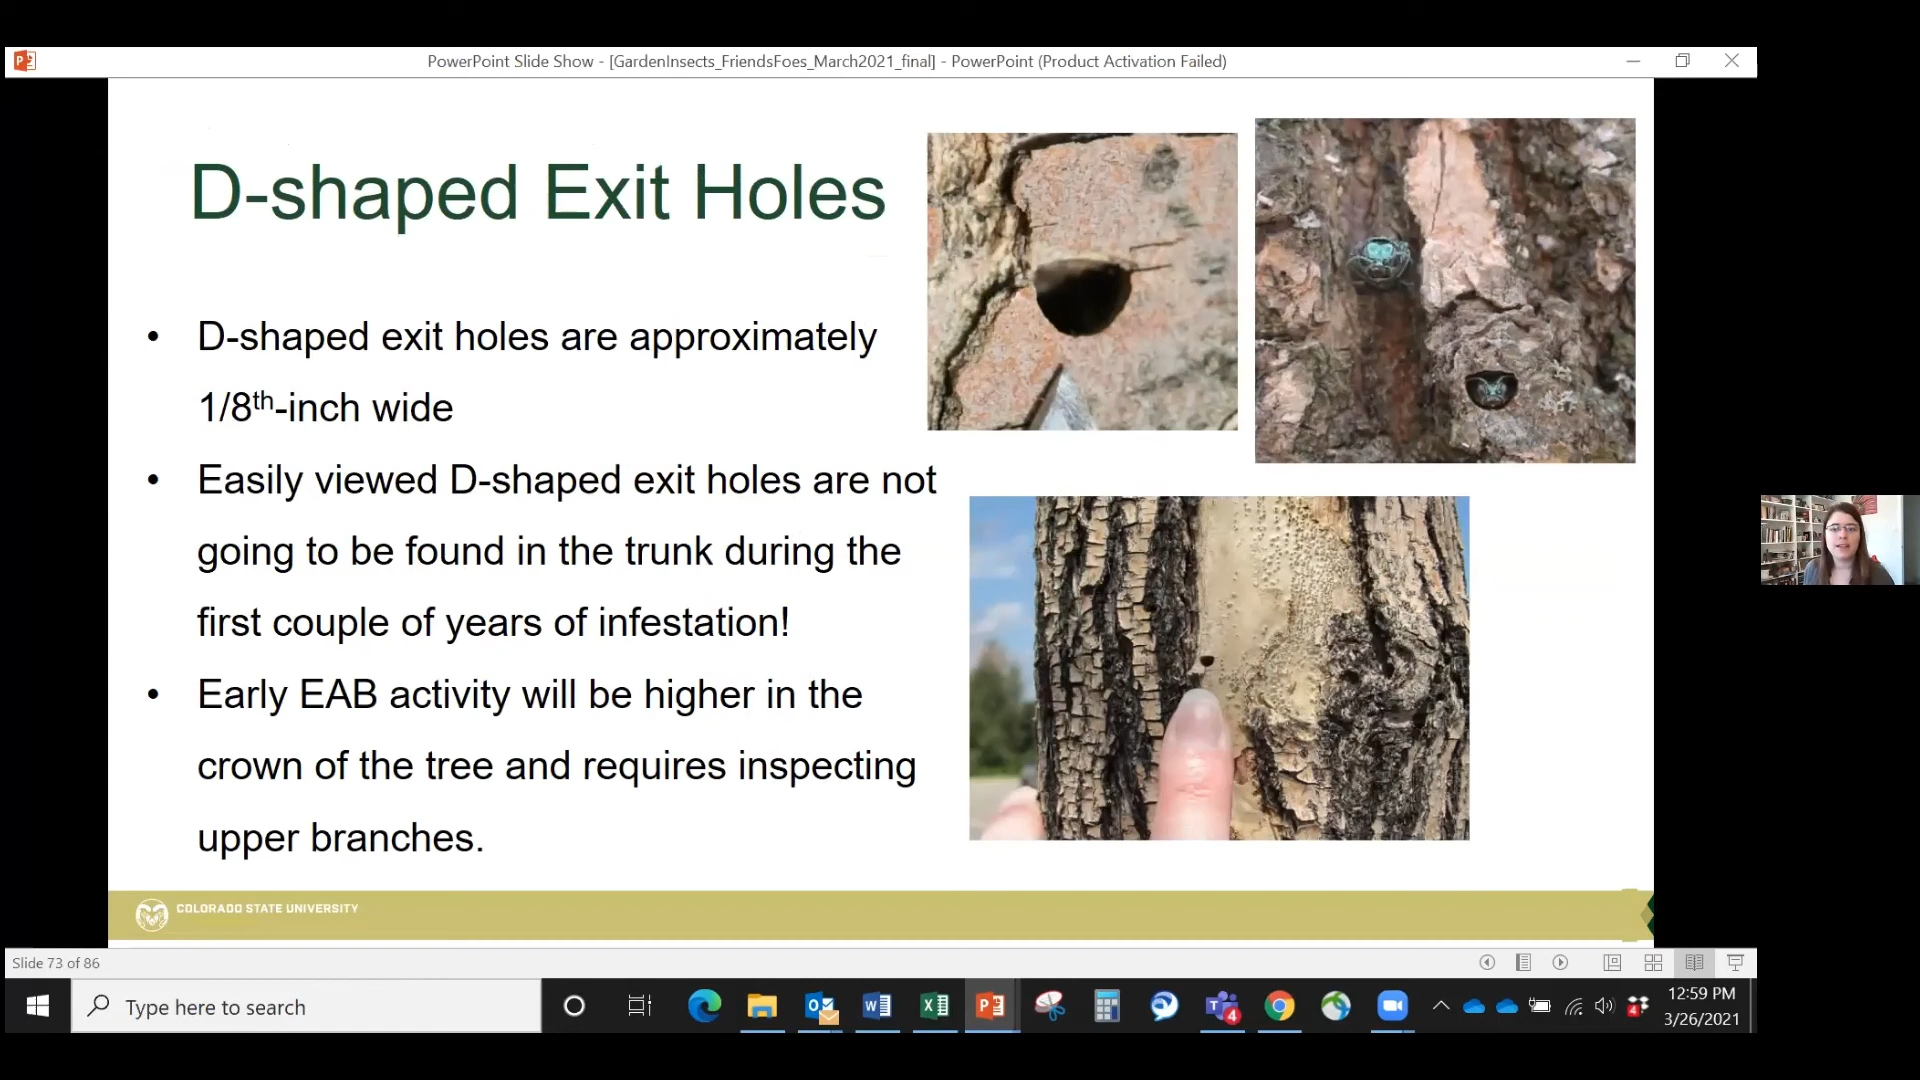 PowerPoint Slide Show - [GardenInsects_FriendsFoes_March2021_final] - PowerPoint (Product Activation Failed)
D-shaped Exit Holes
• D-shaped exit holes are approximately
1/8th-inch wide
• Easily viewed D-shaped exit holes are not
going to be found in the trunk during the
first couple of years of infestation!
• Early EAB activity will be higher in the
crown of the tree and requires inspecting
upper branches.
COLORADO STATE UNIVERSITY
Slide 73 of 86
Type here to search
4
4
12:59 PM
3/26/2021